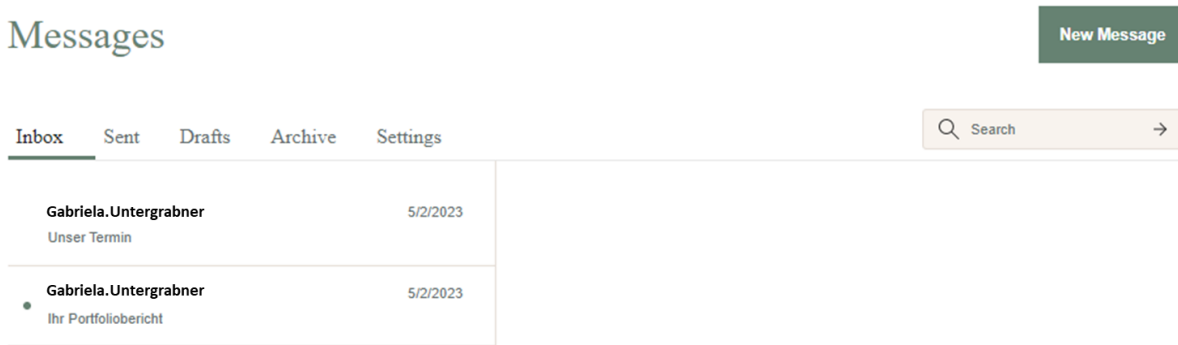 Messages
New Message
Inbox Sent Drafts Archive Settings
Search
Gabriela.Untergrabner 5/2/2023
Unser Termin
Gabriela.Untergrabner 5/2/2023
Ihr Portfoliobericht